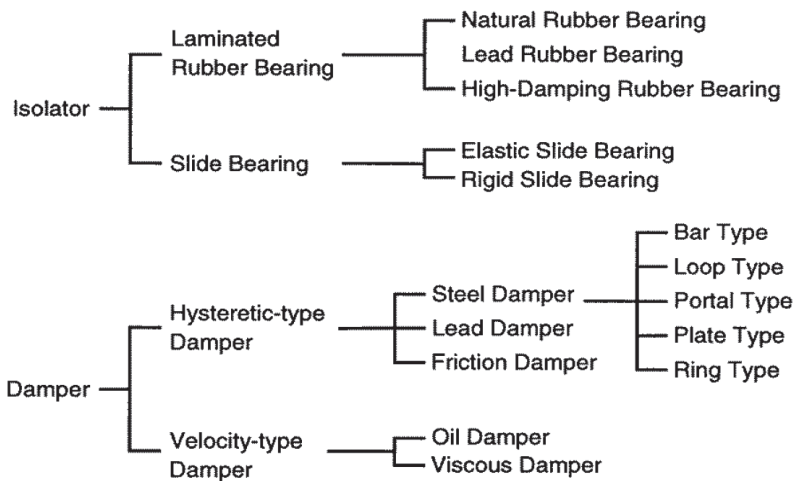 Isolator
Laminated
Rubber Bearing
Natural Rubber Bearing
Lead Rubber Bearing
High-Damping Rubber Bearing
Slide Bearing
Elastic Slide Bearing
Rigid Slide Bearing
Damper
Hysteretic-type
Damper
Steel Damper
Bar Type
Loop Type
Portal Type
Plate Type
Ring Type
Lead Damper
Friction Damper
Velocity-type
Damper
Oil Damper
Viscous Damper